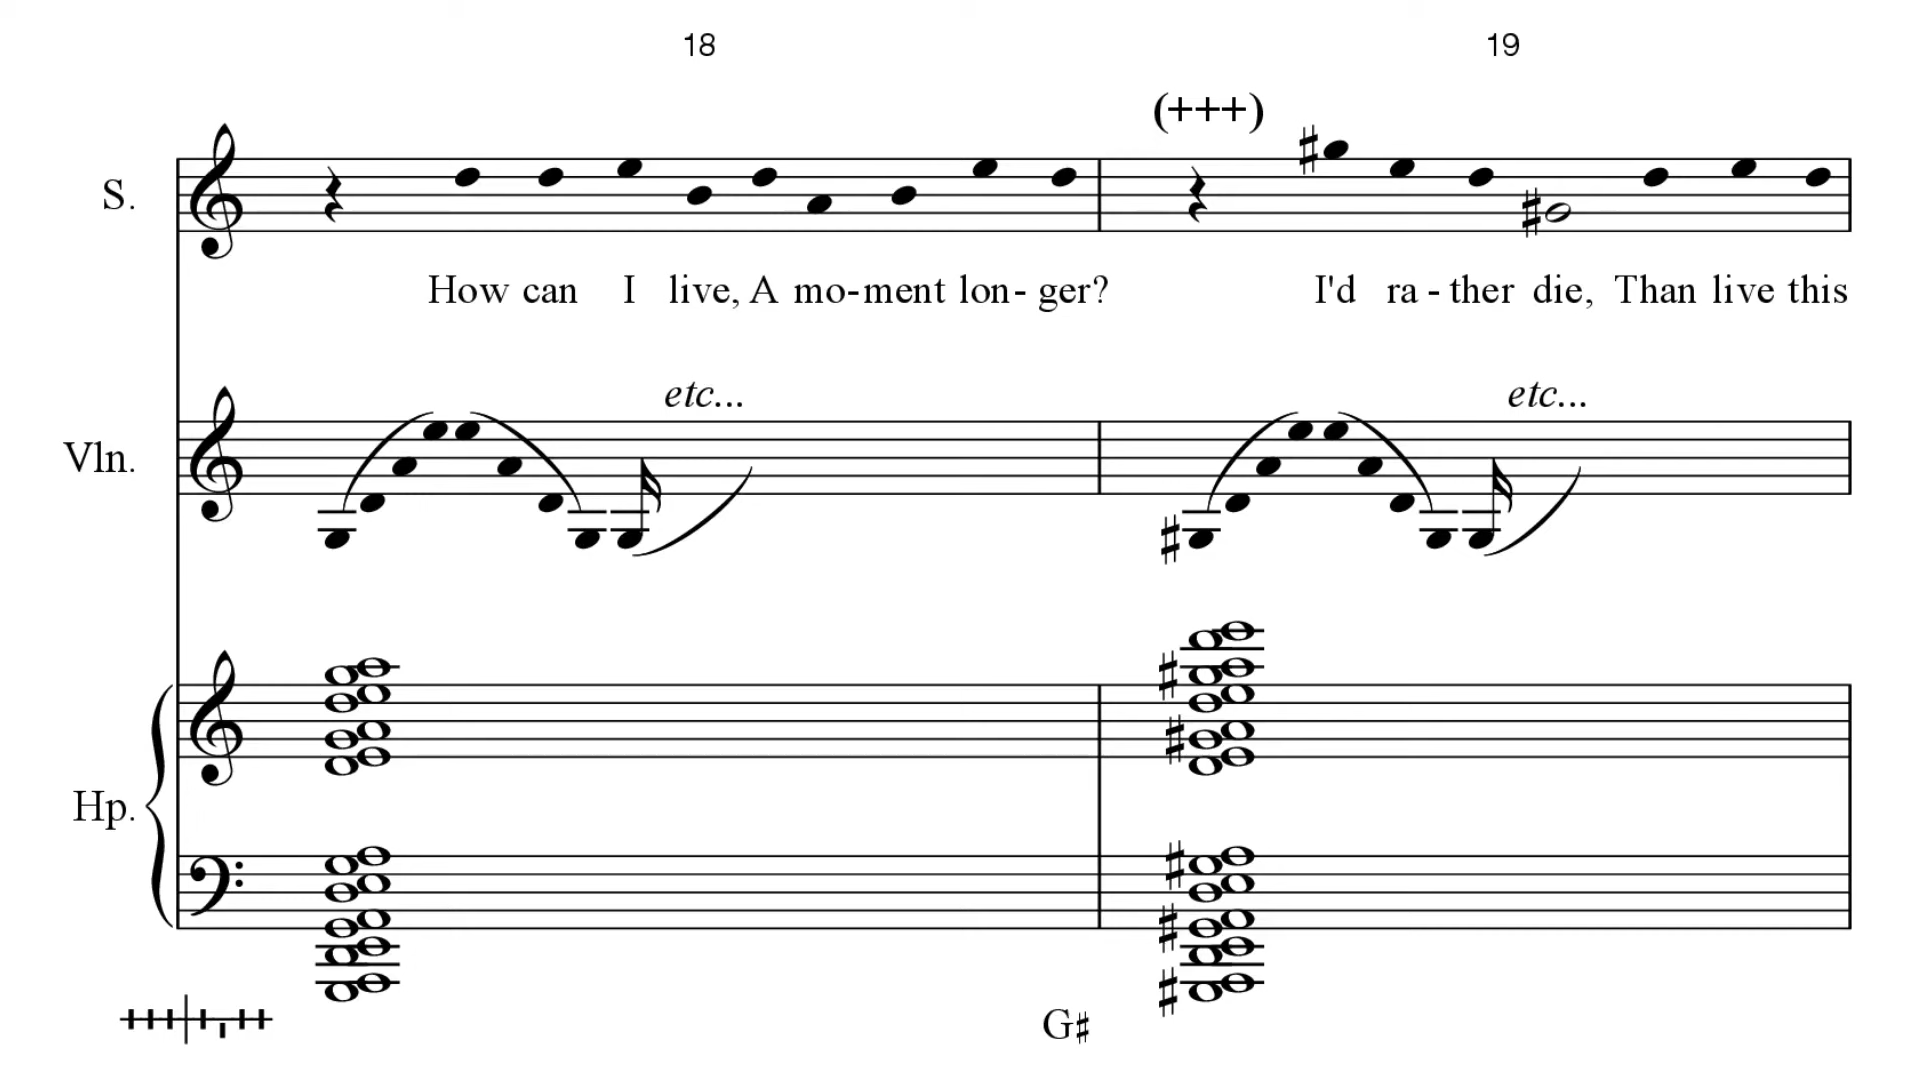 18 19
(+++)
S.
How can I live, A mo-ment lon-ger? I'd ra-ther die, Than live this
etc... etc...
Vln.
Hp.
G♯